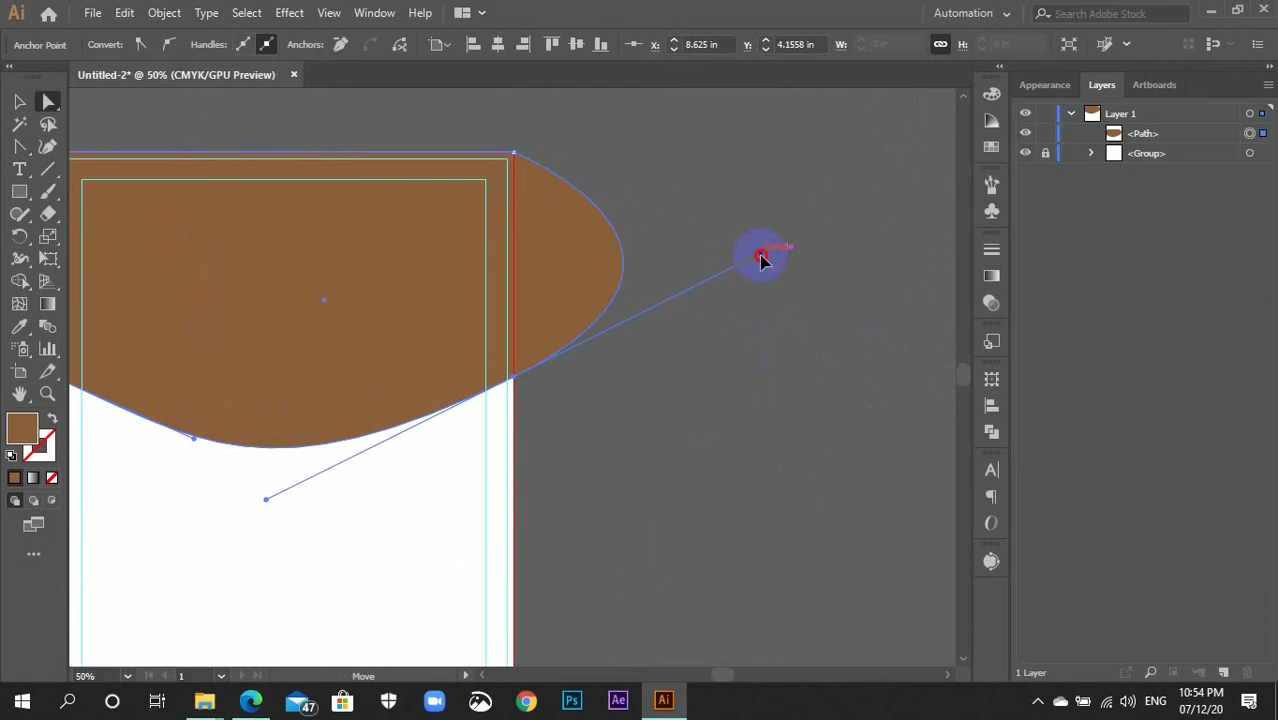 Ai File Edit Object Type Select Effect View Window Help Automation Search Adobe Stock
Anchor Point Convert: Handles: Anchors: X: 8.625 in Y: 4.1558 in W: H:
Untitled-2* @ 50% (CMYK/GPU Preview) ×
Appearance Layers Artboards
Layer 1
<Path>
<Group>
50% 1 Move
1 Layer
47 Ps Ae Ai ENG
10:54 PM
07/12/20